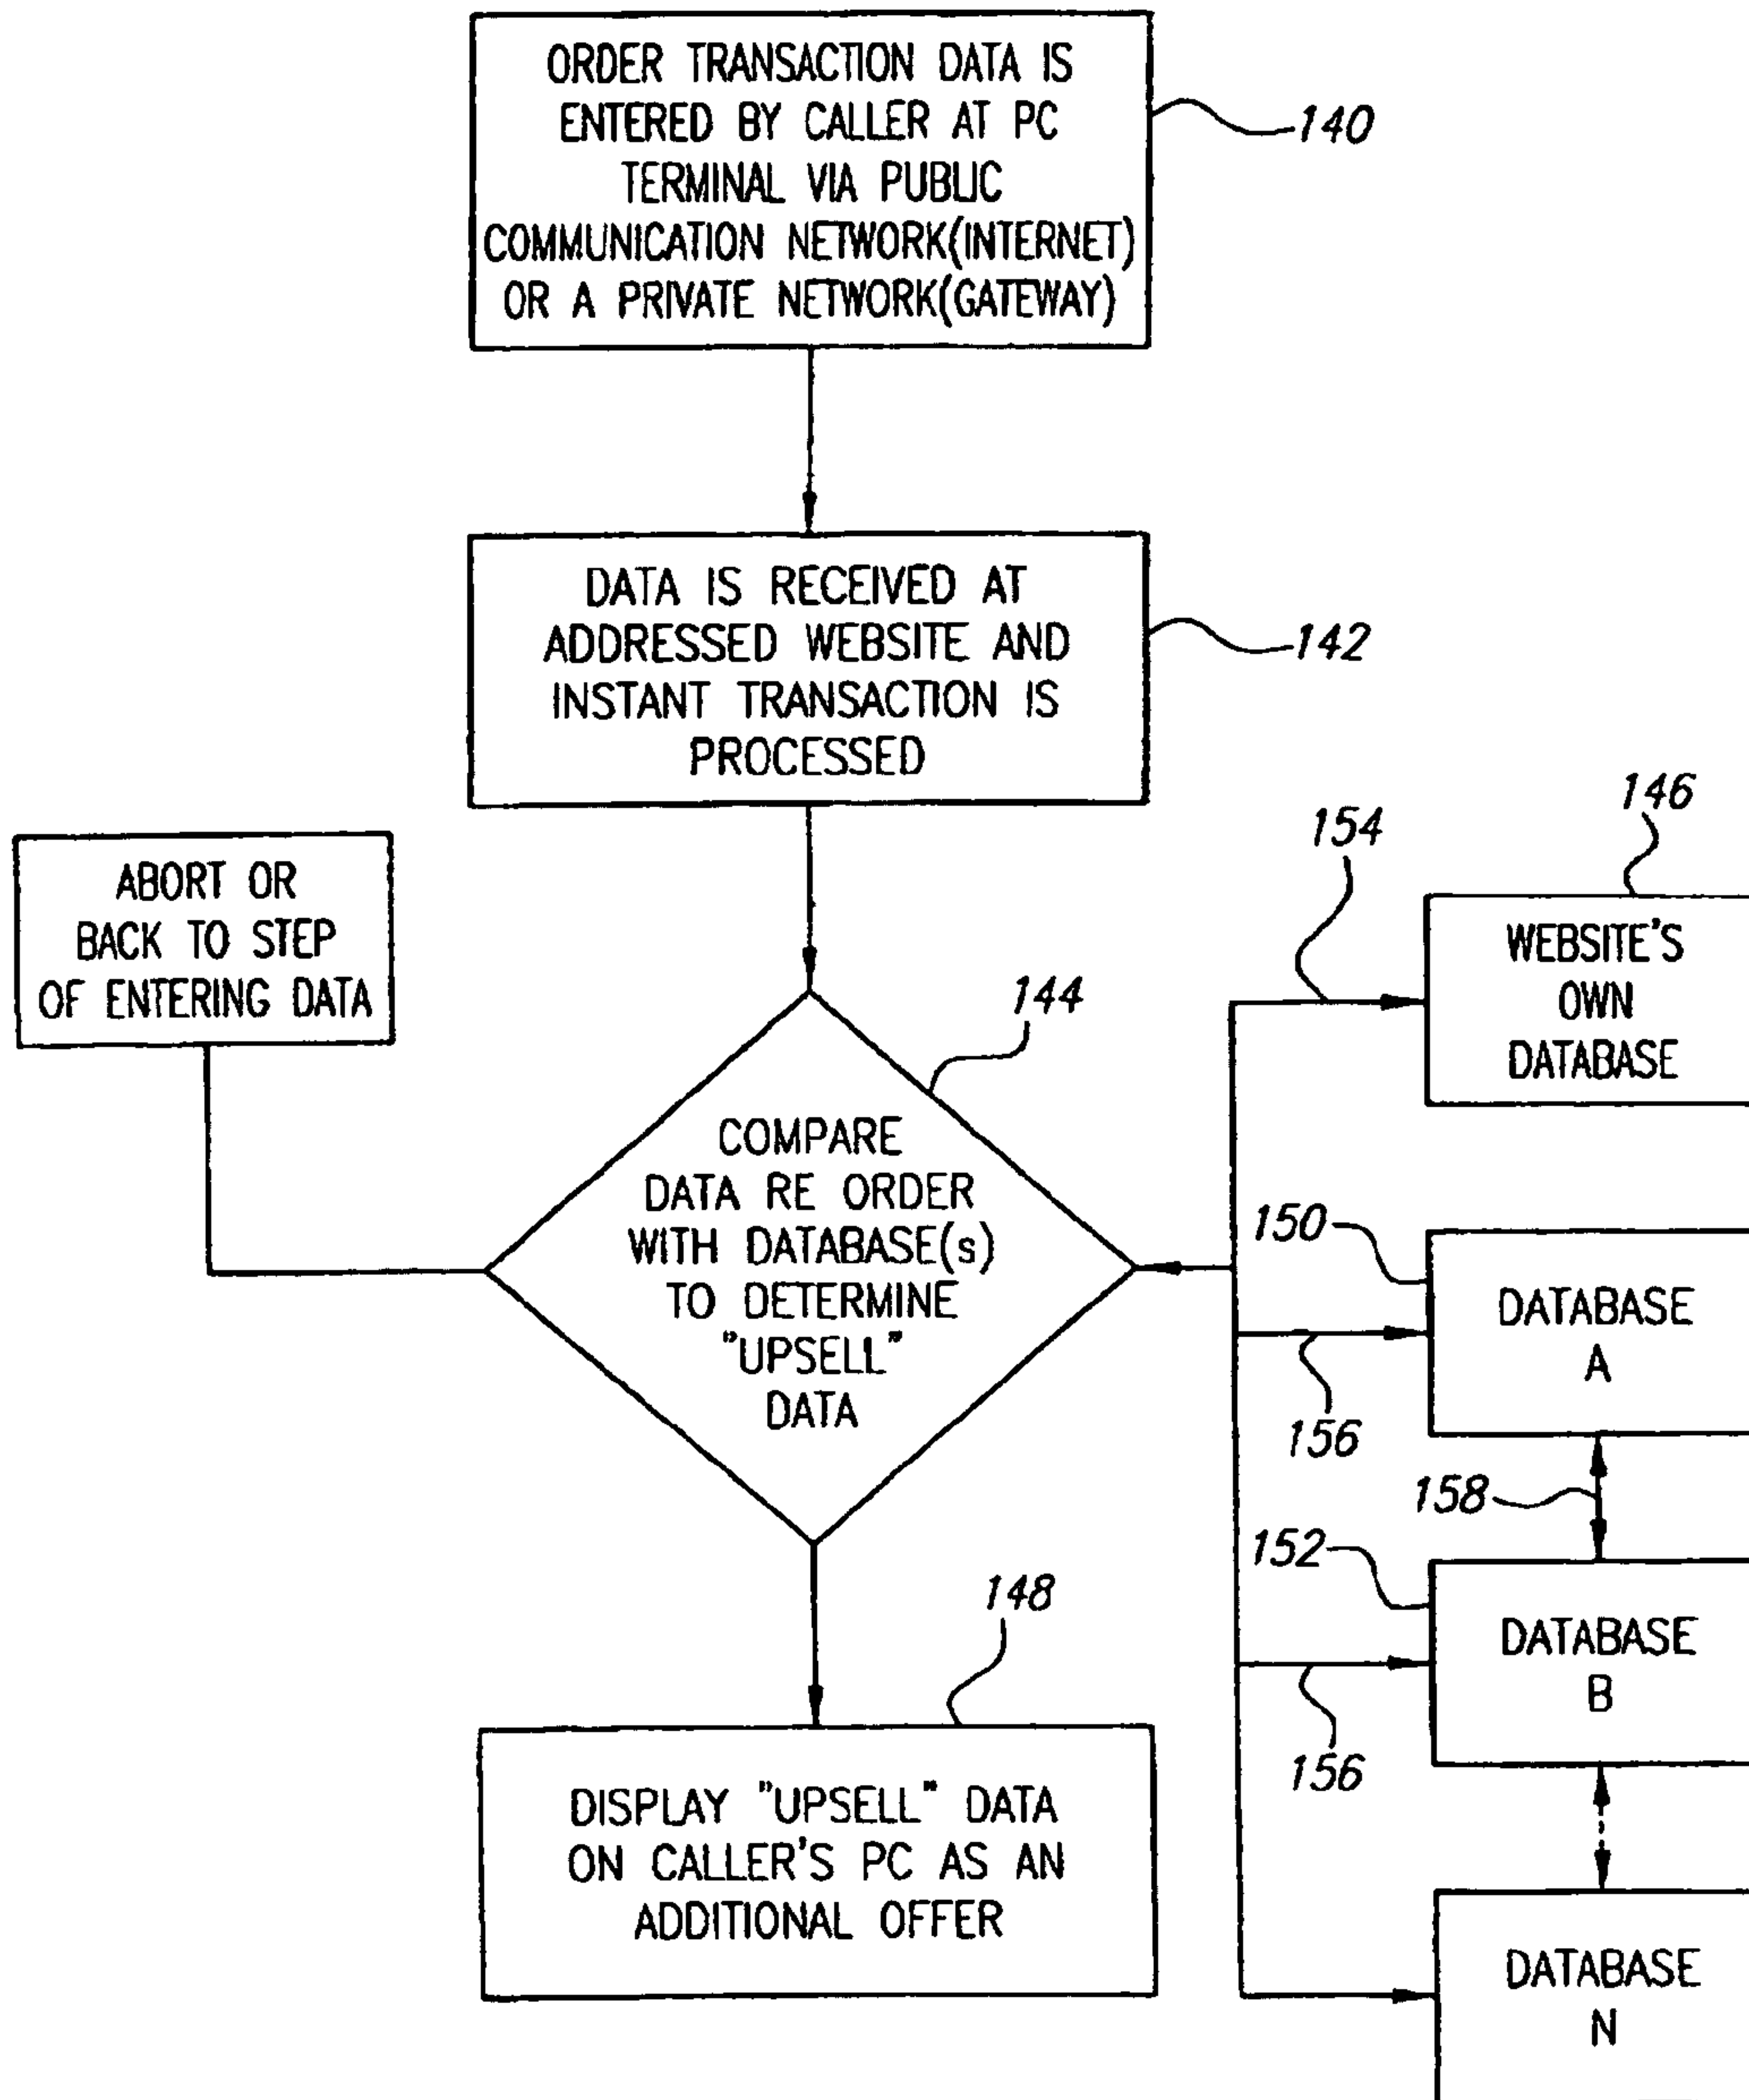 ORDER TRANSACTION DATA IS
ENTERED BY CALLER AT PC
TERMINAL VIA PUBLIC
COMMUNICATION NETWORK(INTERNET)
OR A PRIVATE NETWORK(GATEWAY)
140
DATA IS RECEIVED AT
ADDRESSED WEBSITE AND
INSTANT TRANSACTION IS
PROCESSED
142
ABORT OR
BACK TO STEP
OF ENTERING DATA
144
COMPARE
DATA RE ORDER
WITH DATABASE(s)
TO DETERMINE
"UPSELL"
DATA
154
146
WEBSITE'S
OWN
DATABASE
150
DATABASE
A
156
158
152
DATABASE
B
156
148
DISPLAY "UPSELL" DATA
ON CALLER'S PC AS AN
ADDITIONAL OFFER
DATABASE
N